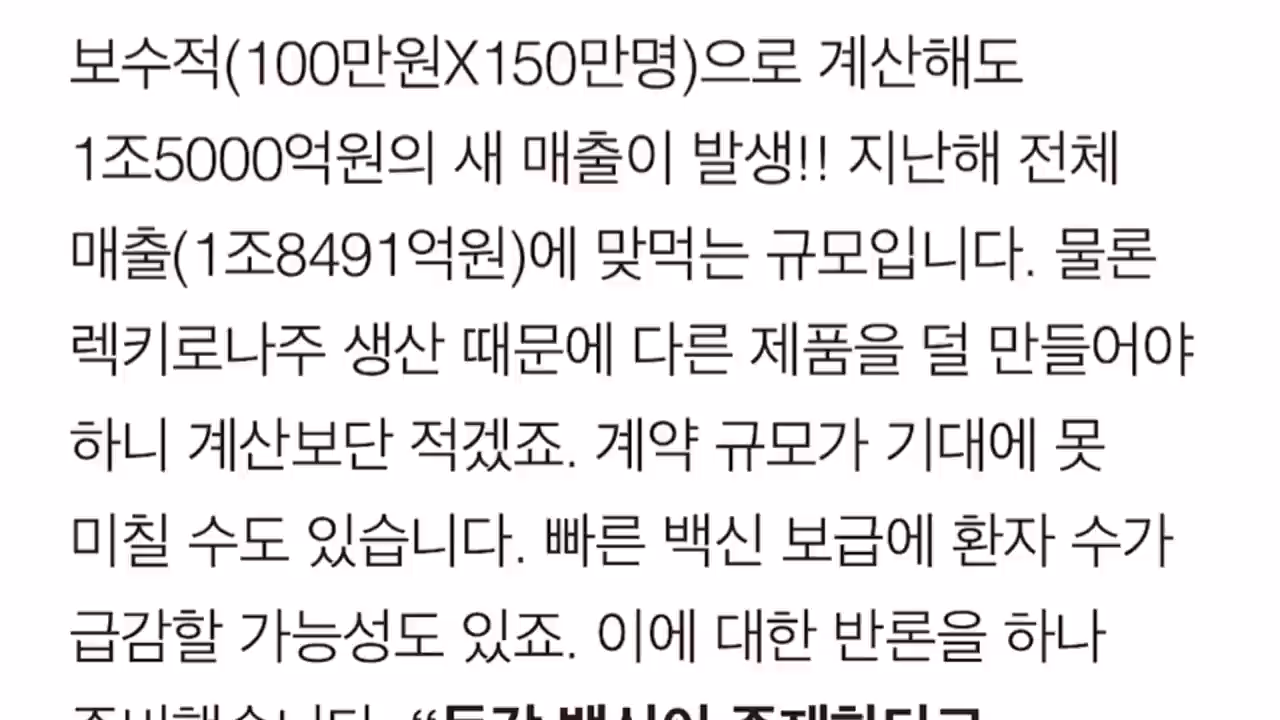 보수적(100만원X150만명)으로 계산해도
1조5000억원의 새 매출이 발생!! 지난해 전체
매출(1조8491억원)에 맞먹는 규모입니다. 물론
렉키로나주 생산 때문에 다른 제품을 덜 만들어야
하니 계산보단 적겠죠. 계약 규모가 기대에 못
미칠 수도 있습니다. 빠른 백신 보급에 환자 수가
급감할 가능성도 있죠. 이에 대한 반론을 하나